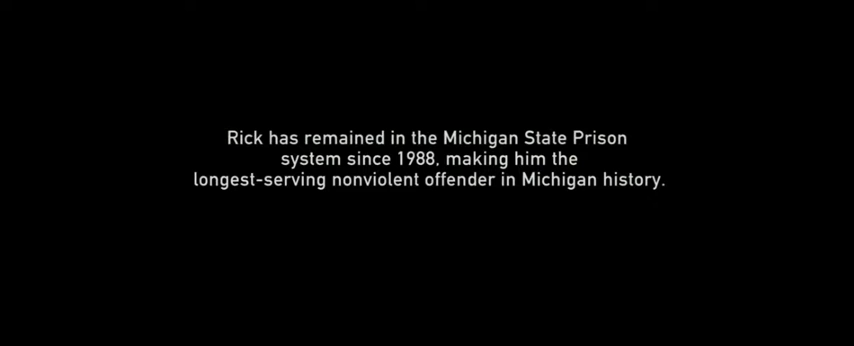 Rick has remained in the Michigan State Prison
system since 1988, making him the
longest-serving nonviolent offender in Michigan history.